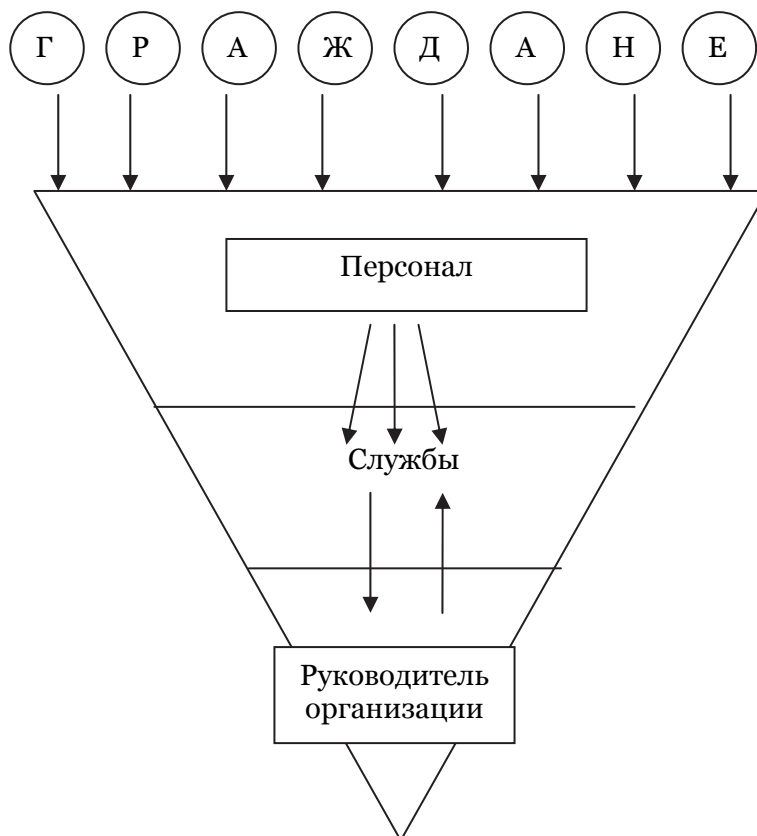 Г Р А Ж Д А Н Е
Персонал
Службы
Руководитель
организации